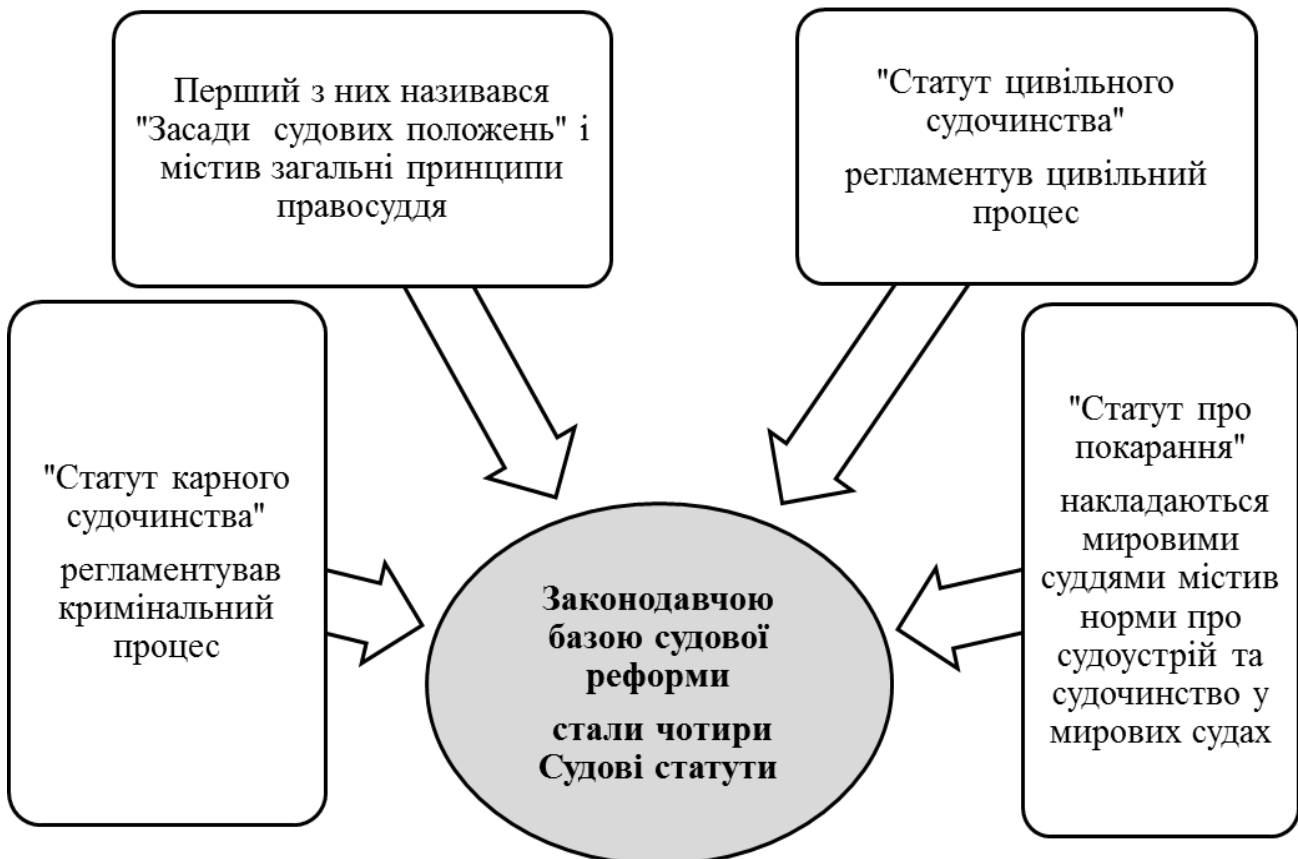 Перший з них називався
"Засади судових положень" і
містив загальні принципи
правосуддя
"Статут цивільного
судочинства"
регламентув цивільний
процес
"Статут карного
судочинства"
регламентував
кримінальний
процес
"Статут про
покарання"
накладаються
мировими
суддями містив
норми про
судоустрій та
судочинство у
мирових судах
Законодавчою
базою судової
реформи
стали чотири
Судові статути